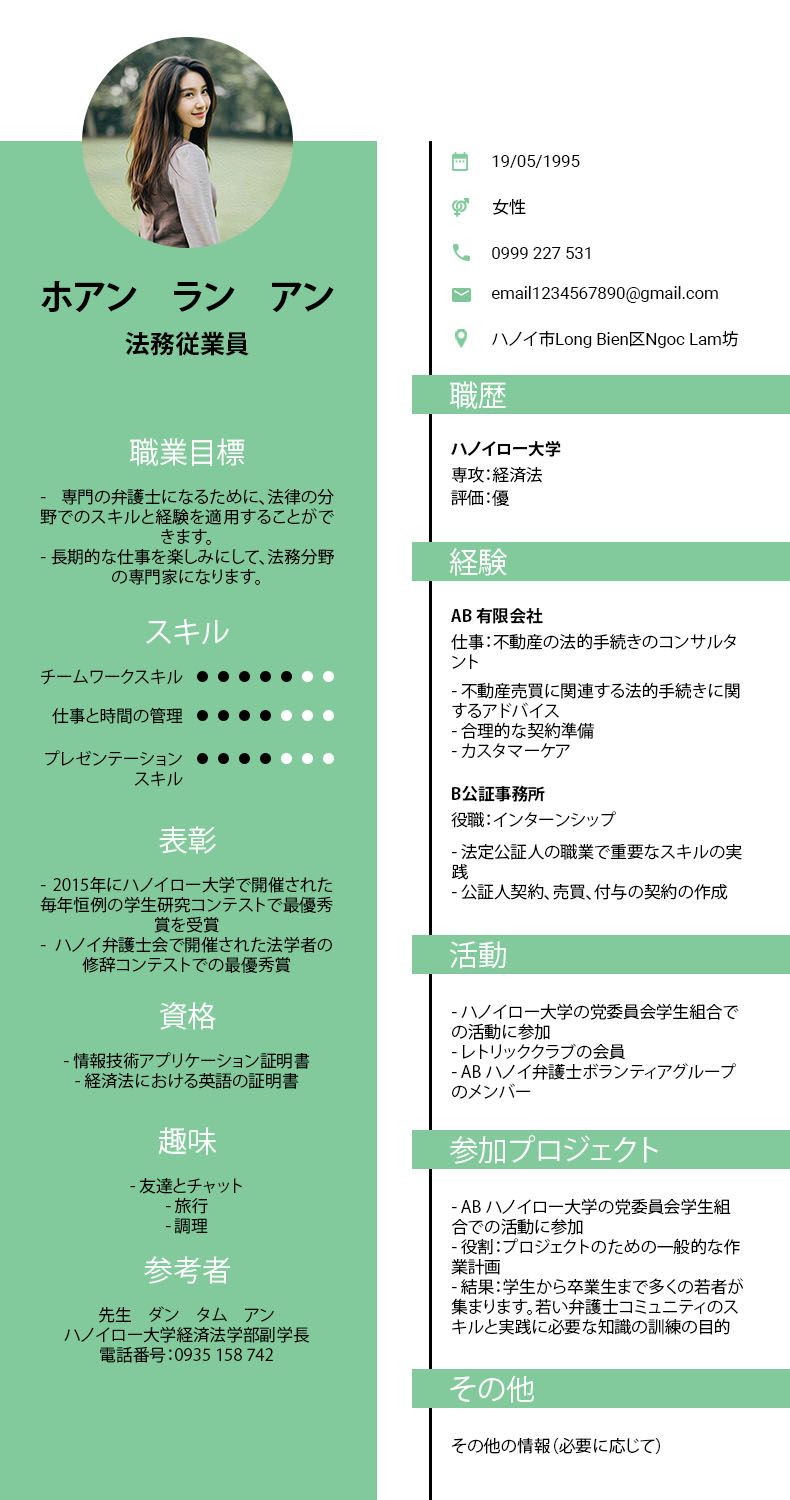 ホアン　ラン　アン
法務従業員
職業目標
-　専門の弁護士になるために、法律の分
野でのスキルと経験を適用することがで
きます。
- 長期的な仕事を楽しみにして、法務分野
の専門家になります。
スキル
チームワークスキル
仕事と時間の管理
プレゼンテーション
スキル
表彰
- 2015年にハノイロー大学で開催された
毎年恒例の学生研究コンテストで最優秀
賞を受賞
- ハノイ弁護士会で開催された法学者の
修辞コンテストでの最優秀賞
資格
- 情報技術アプリケーション証明書
- 経済法における英語の証明書
趣味
- 友達とチャット
- 旅行
- 調理
参考者
先生　ダン　タム　アン
ハノイロー大学経済法学部副学長
電話番号：0935 158 742
19/05/1995
女性
0999 227 531
email1234567890@gmail.com
ハノイ市Long Bien区Ngoc Lam坊
職歴
ハノイロー大学
専攻：経済法
評価：優
経験
AB 有限会社
仕事：不動産の法的手続きのコンサルタ
ント
- 不動産売買に関連する法的手続きに関
するアドバイス
- 合理的な契約準備
- カスタマーケア
B公証事務所
役職：インターンシップ
- 法定公証人の職業で重要なスキルの実
践
- 公証人契約、売買、付与の契約の作成
活動
- ハノイロー大学の党委員会学生組合で
の活動に参加
- レトリッククラブの会員
- AB ハノイ弁護士ボランティアグループ
のメンバー
参加プロジェクト
- AB ハノイロー大学の党委員会学生組
合での活動に参加
- 役割：プロジェクトのための一般的な作
業計画
- 結果：学生から卒業生まで多くの若者が
集まります。若い弁護士コミュニティのス
キルと実践に必要な知識の訓練の目的
その他
その他の情報（必要に応じて）